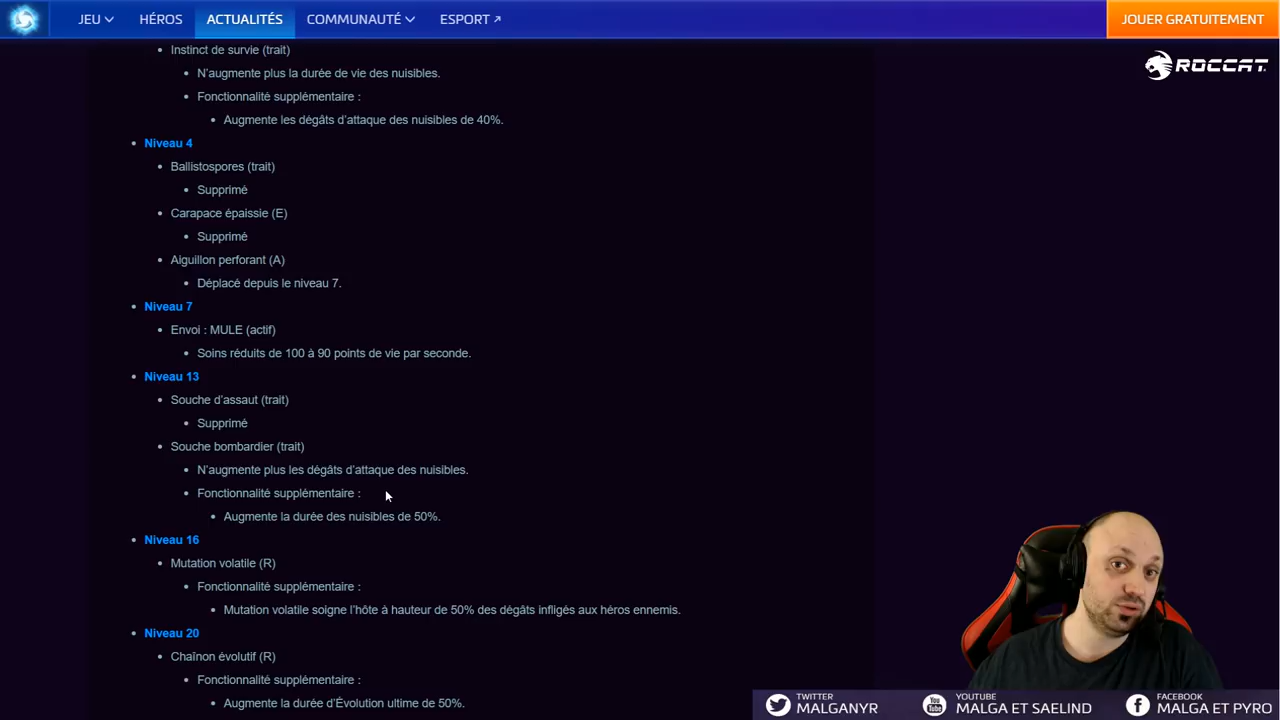 JEU HÉROS ACTUALITÉS COMMUNAUTÉ ESPORT JOUER GRATUITEMENT
ROCCAT
Instinct de survie (trait)
N'augmente plus la durée de vie des nuisibles.
Fonctionnalité supplémentaire :
Augmente les dégâts d'attaque des nuisibles de 40%.
Niveau 4
Ballistospores (trait)
Supprimé
Carapace épaissie (E)
Supprimé
Aiguillon perforant (A)
Déplacé depuis le niveau 7.
Niveau 7
Envoi : MULE (actif)
Soins réduits de 100 à 90 points de vie par seconde.
Niveau 13
Souche d'assaut (trait)
Supprimé
Souche bombardier (trait)
N'augmente plus les dégâts d'attaque des nuisibles.
Fonctionnalité supplémentaire :
Augmente la durée des nuisibles de 50%.
Niveau 16
Mutation volatile (R)
Fonctionnalité supplémentaire :
Mutation volatile soigne l'hôte à hauteur de 50% des dégâts infligés aux héros ennemis.
Niveau 20
Chaînon évolutif (R)
Fonctionnalité supplémentaire :
Augmente la durée d'Évolution ultime de 50%.
TWITTER
MALGANYR
YOUTUBE
MALGA ET SAELIND
FACEBOOK
MALGA ET PYRO